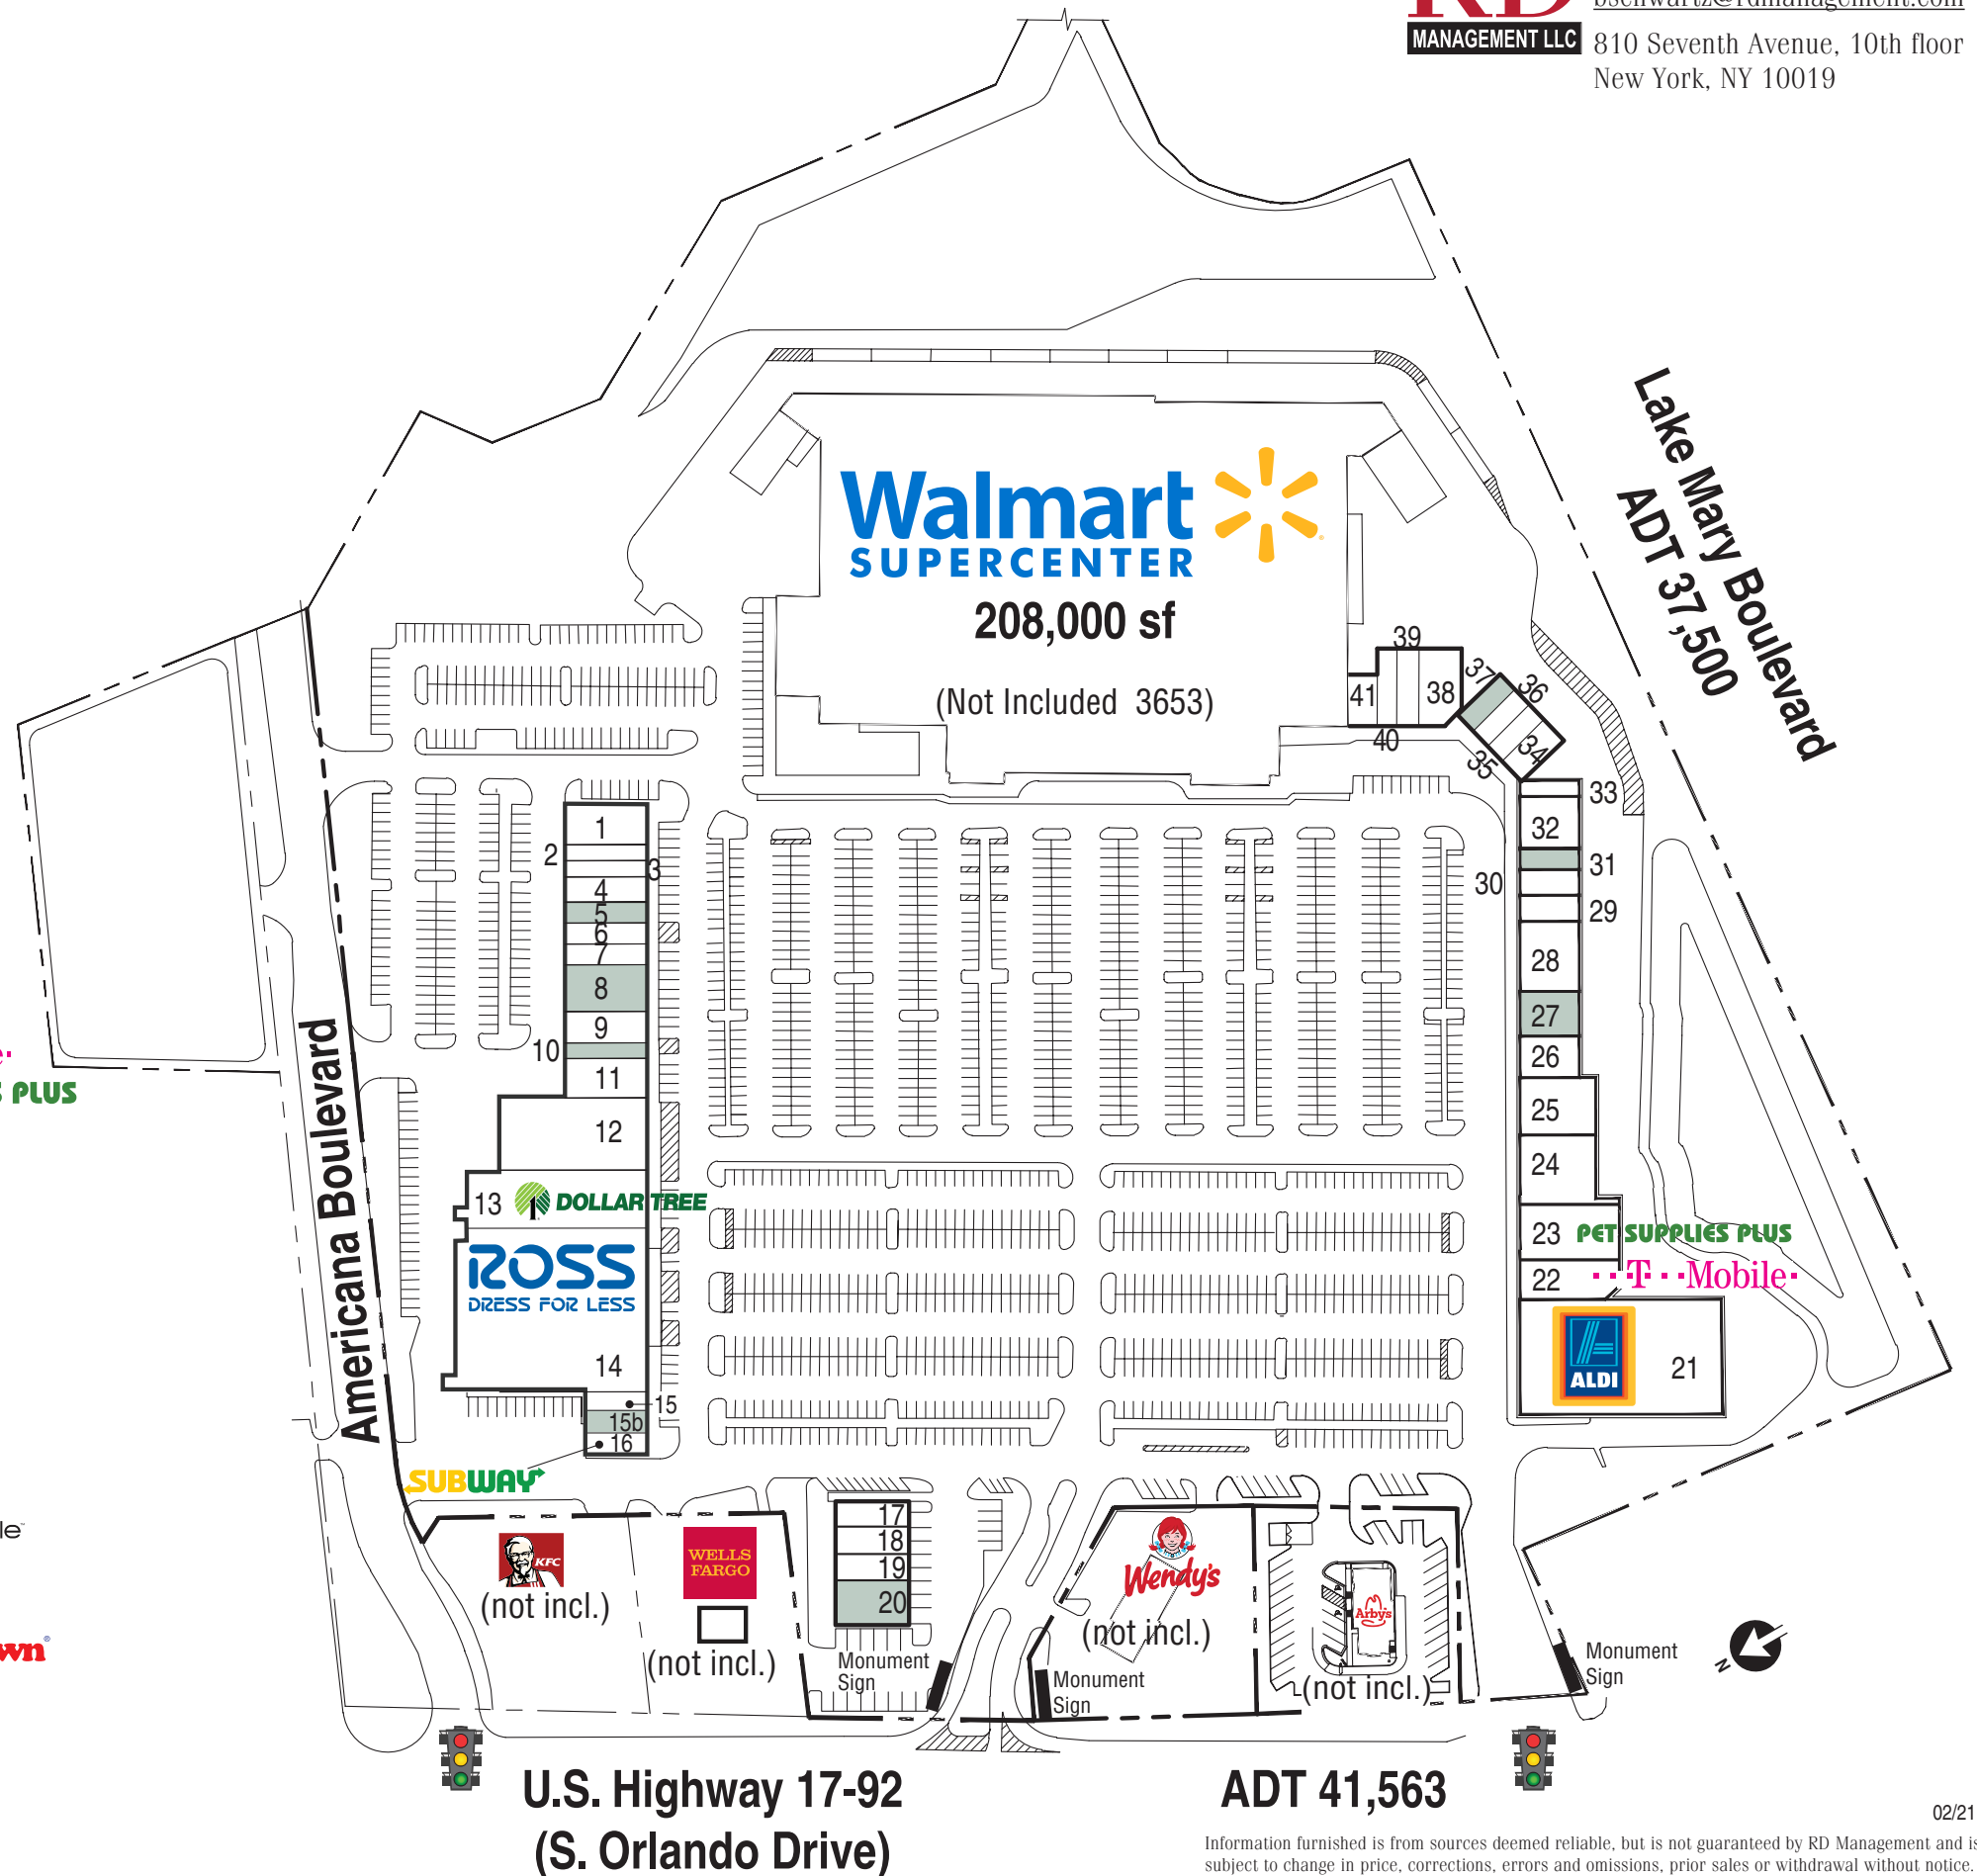 bschwartz@rdmanagement.com
RD
MANAGEMENT LLC
810 Seventh Avenue, 10th floor
New York, NY 10019
Lake Mary Boulevard
ADT 37,500
Walmart
SUPERCENTER
208,000 sf
(Not Included 3653)
39
41
38
40
37
36
35
34
33
32
31
30
29
28
27
26
25
24
23 PET SUPPLIES PLUS
22 T Mobile
ALDI
21
1
2
3
4
5
6
7
8
9
10
11
12
13 DOLLAR TREE
ROSS
DRESS FOR LESS
14
15
15b
16
SUBWAY
Americana Boulevard
PLUS
le
wn
KFC
(not incl.)
WELLS
FARGO
(not incl.)
17
18
19
20
Monument
Sign
Monument
Sign
Wendy's
(not incl.)
Arby's
(not incl.)
Monument
Sign
N
U.S. Highway 17-92
(S. Orlando Drive)
ADT 41,563
02/21
Information furnished is from sources deemed reliable, but is not guaranteed by RD Management and is
subject to change in price, corrections, errors and omissions, prior sales or withdrawal without notice.